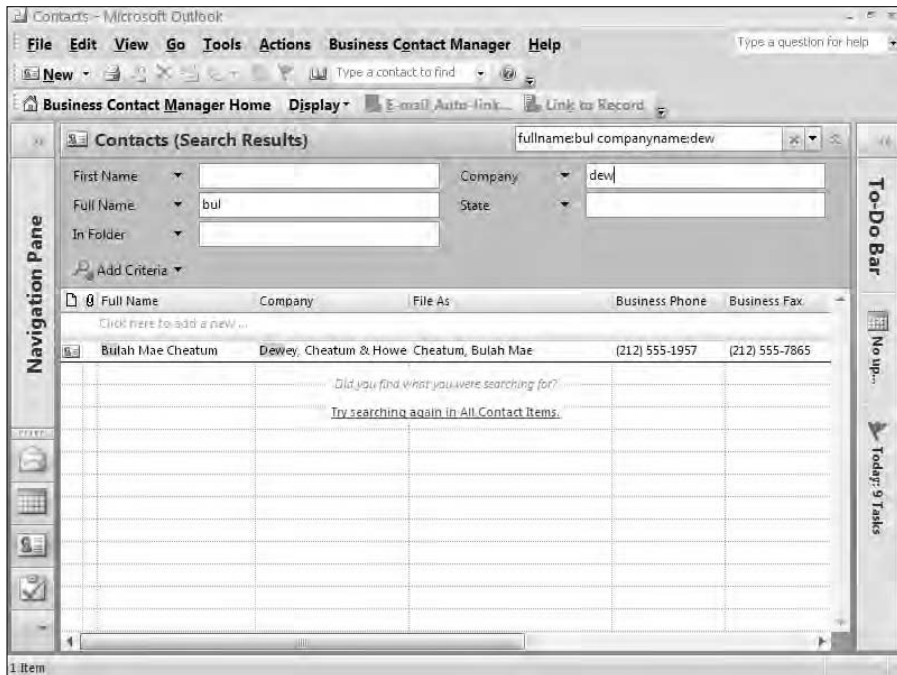 Contacts - Microsoft Outlook
File Edit View Go Tools Actions Business Contact Manager Help Type a question for help
New Type a contact to find
Business Contact Manager Home Display E-mail Auto-link... Link to Record
Contacts (Search Results) fullname:bul companyname:dew
First Name Company dew
Full Name bul State
In Folder
Add Criteria
Full Name Company File As Business Phone Business Fax
Click here to add a new ...
Bulah Mae Cheatum Dewey, Cheatum & Howe Cheatum, Bulah Mae (212) 555-1957 (212) 555-7865
Did you find what you were searching for?
Try searching again in All Contact Items.
Navigation Pane
To-Do Bar
No up...
Today: 9 Tasks
1 Item